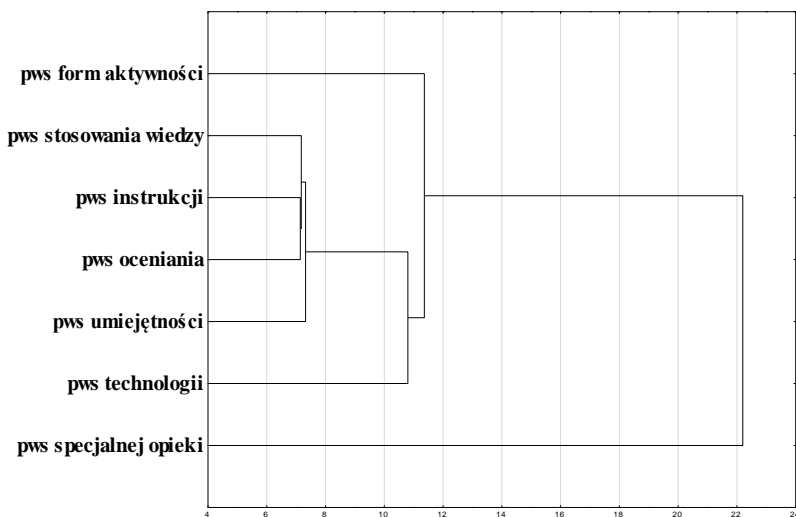 pws form aktywności
pws stosowania wiedzy
pws instrukcji
pws oceniania
pws umiejętności
pws technologii
pws specjalnej opieki
4 6 8 10 12 14 16 18 20 22 24